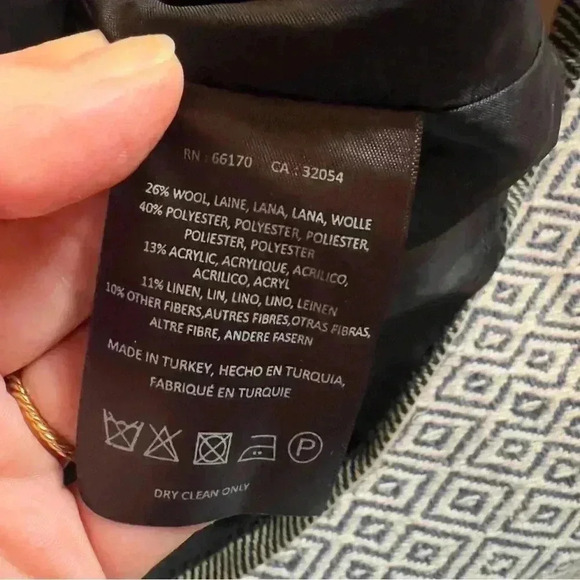 RN : 66170 CA : 32054
26% WOOL, LAINE, LANA, LANA, WOLLE
40% POLYESTER, POLYESTER, POLIESTER,
POLIESTER, POLYESTER
13% ACRYLIC, ACRYLIQUE, ACRILICO,
ACRILICO, ACRYL
11% LINEN, LIN, LINO, LINO, LEINEN
10% OTHER FIBERS,AUTRES FIBRES,OTRAS FIBRAS,
ALTRE FIBRE, ANDERE FASERN
MADE IN TURKEY, HECHO EN TURQUIA,
FABRIQUÉ EN TURQUIE
P
DRY CLEAN ONLY